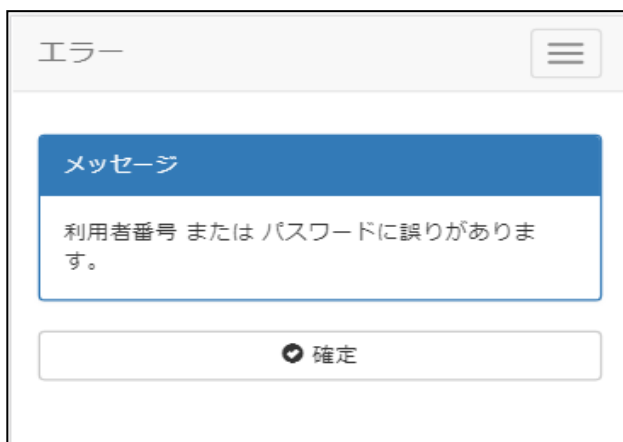 エラー
メッセージ
利用者番号 または パスワードに誤りがありま
す。
確定